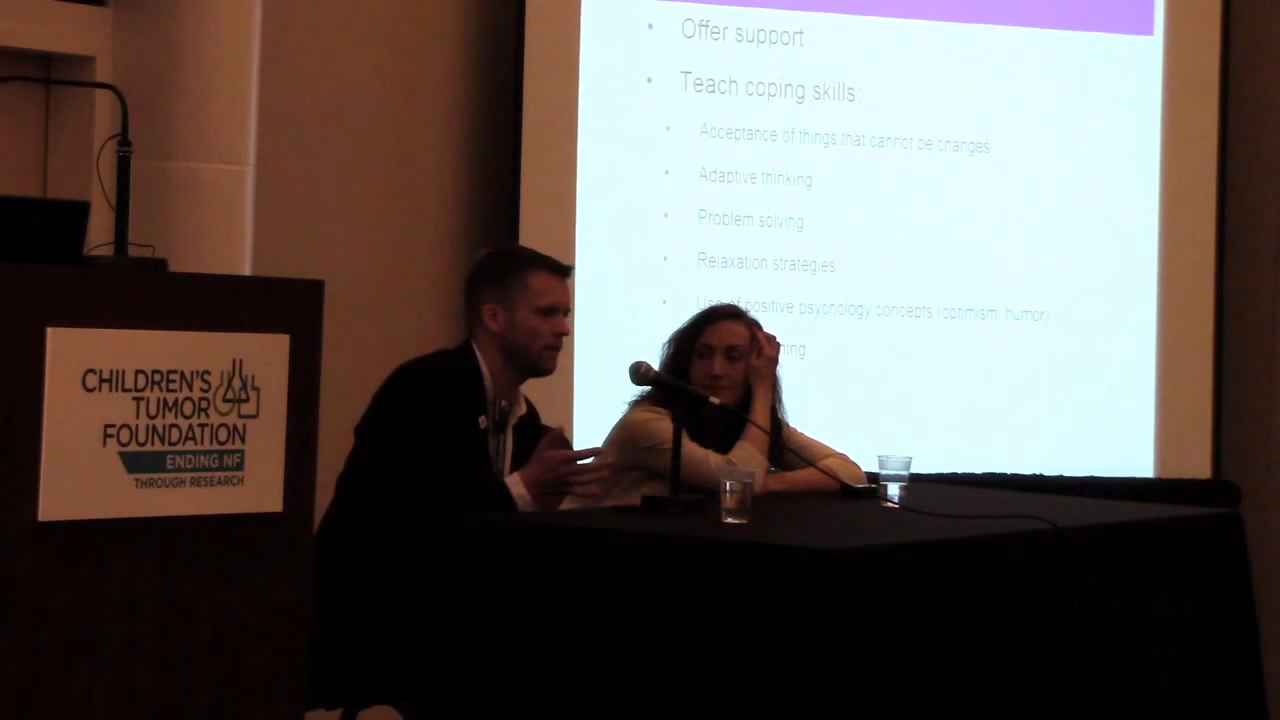 Offer support
Teach coping skills:
Acceptance of things that cannot be changes
Adaptive thinking
Problem solving
Relaxation strategies
Use of positive psychology concepts (optimism, humor)
CHILDREN'S
TUMOR
FOUNDATION
ENDING NF
THROUGH RESEARCH